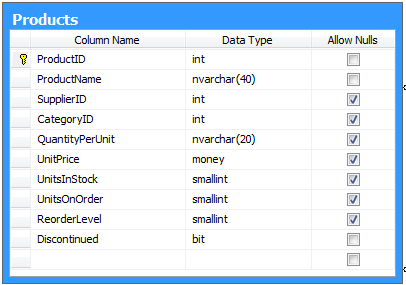 Products
Column Name Data Type Allow Nulls
ProductID int
ProductName nvarchar(40)
SupplierID int
CategoryID int
QuantityPerUnit nvarchar(20)
UnitPrice money
UnitsInStock smallint
UnitsOnOrder smallint
ReorderLevel smallint
Discontinued bit